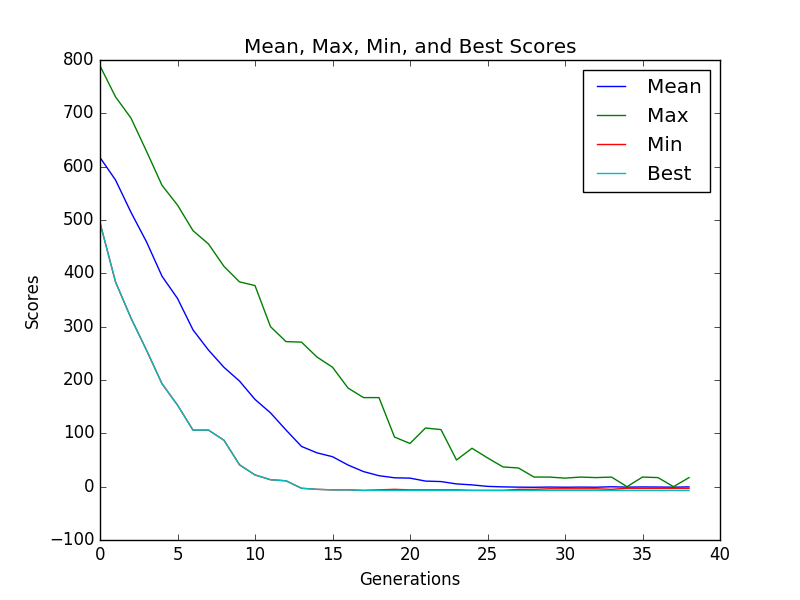 Mean, Max, Min, and Best Scores
800
700
600
500
400
300
200
100
0
−100
Scores
Mean
Max
Min
Best
0 5 10 15 20 25 30 35 40
Generations